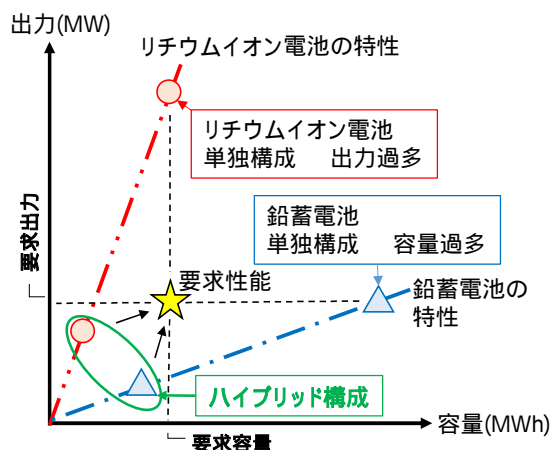 出力(MW)
リチウムイオン電池の特性
リチウムイオン電池
単独構成 出力過多
鉛蓄電池
単独構成 容量過多
要求出力
要求性能
鉛蓄電池の
特性
ハイブリッド構成
容量(MWh)
要求容量